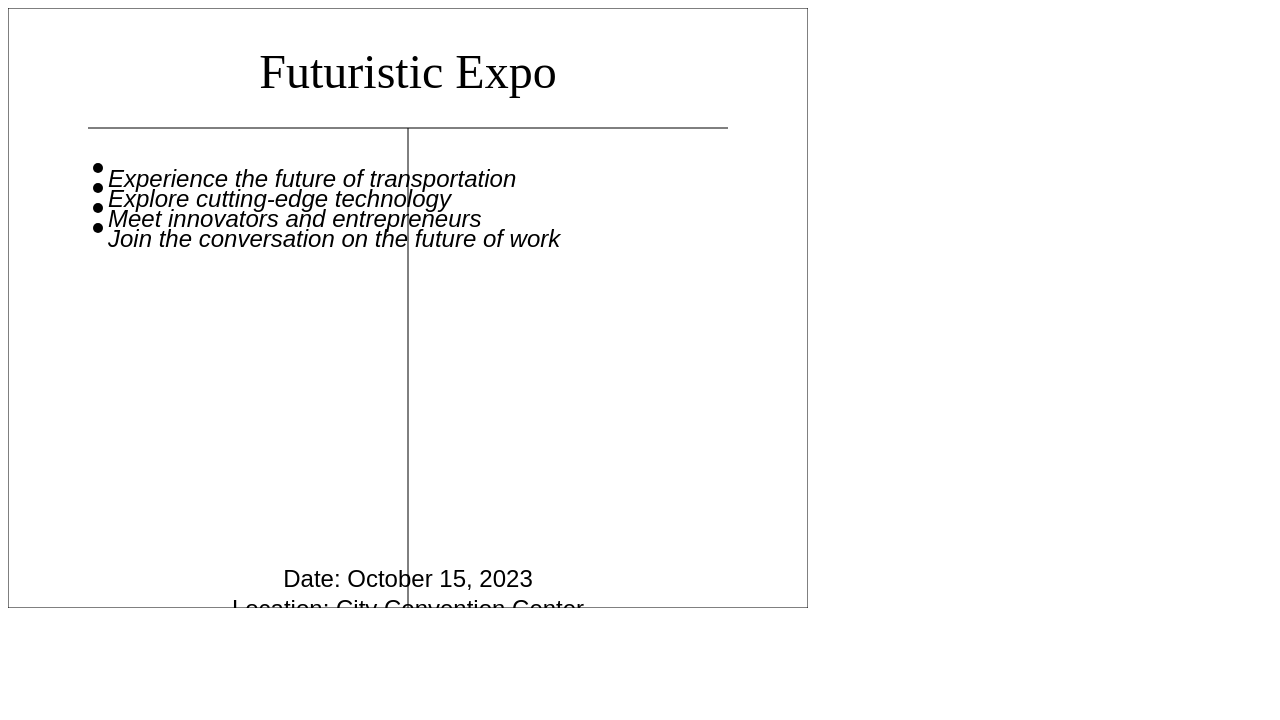 Futuristic Expo
Experience the future of transportation
Explore cutting-edge technology
Meet innovators and entrepreneurs
Join the conversation on the future of work
Date: October 15, 2023
Location: City Convention Center